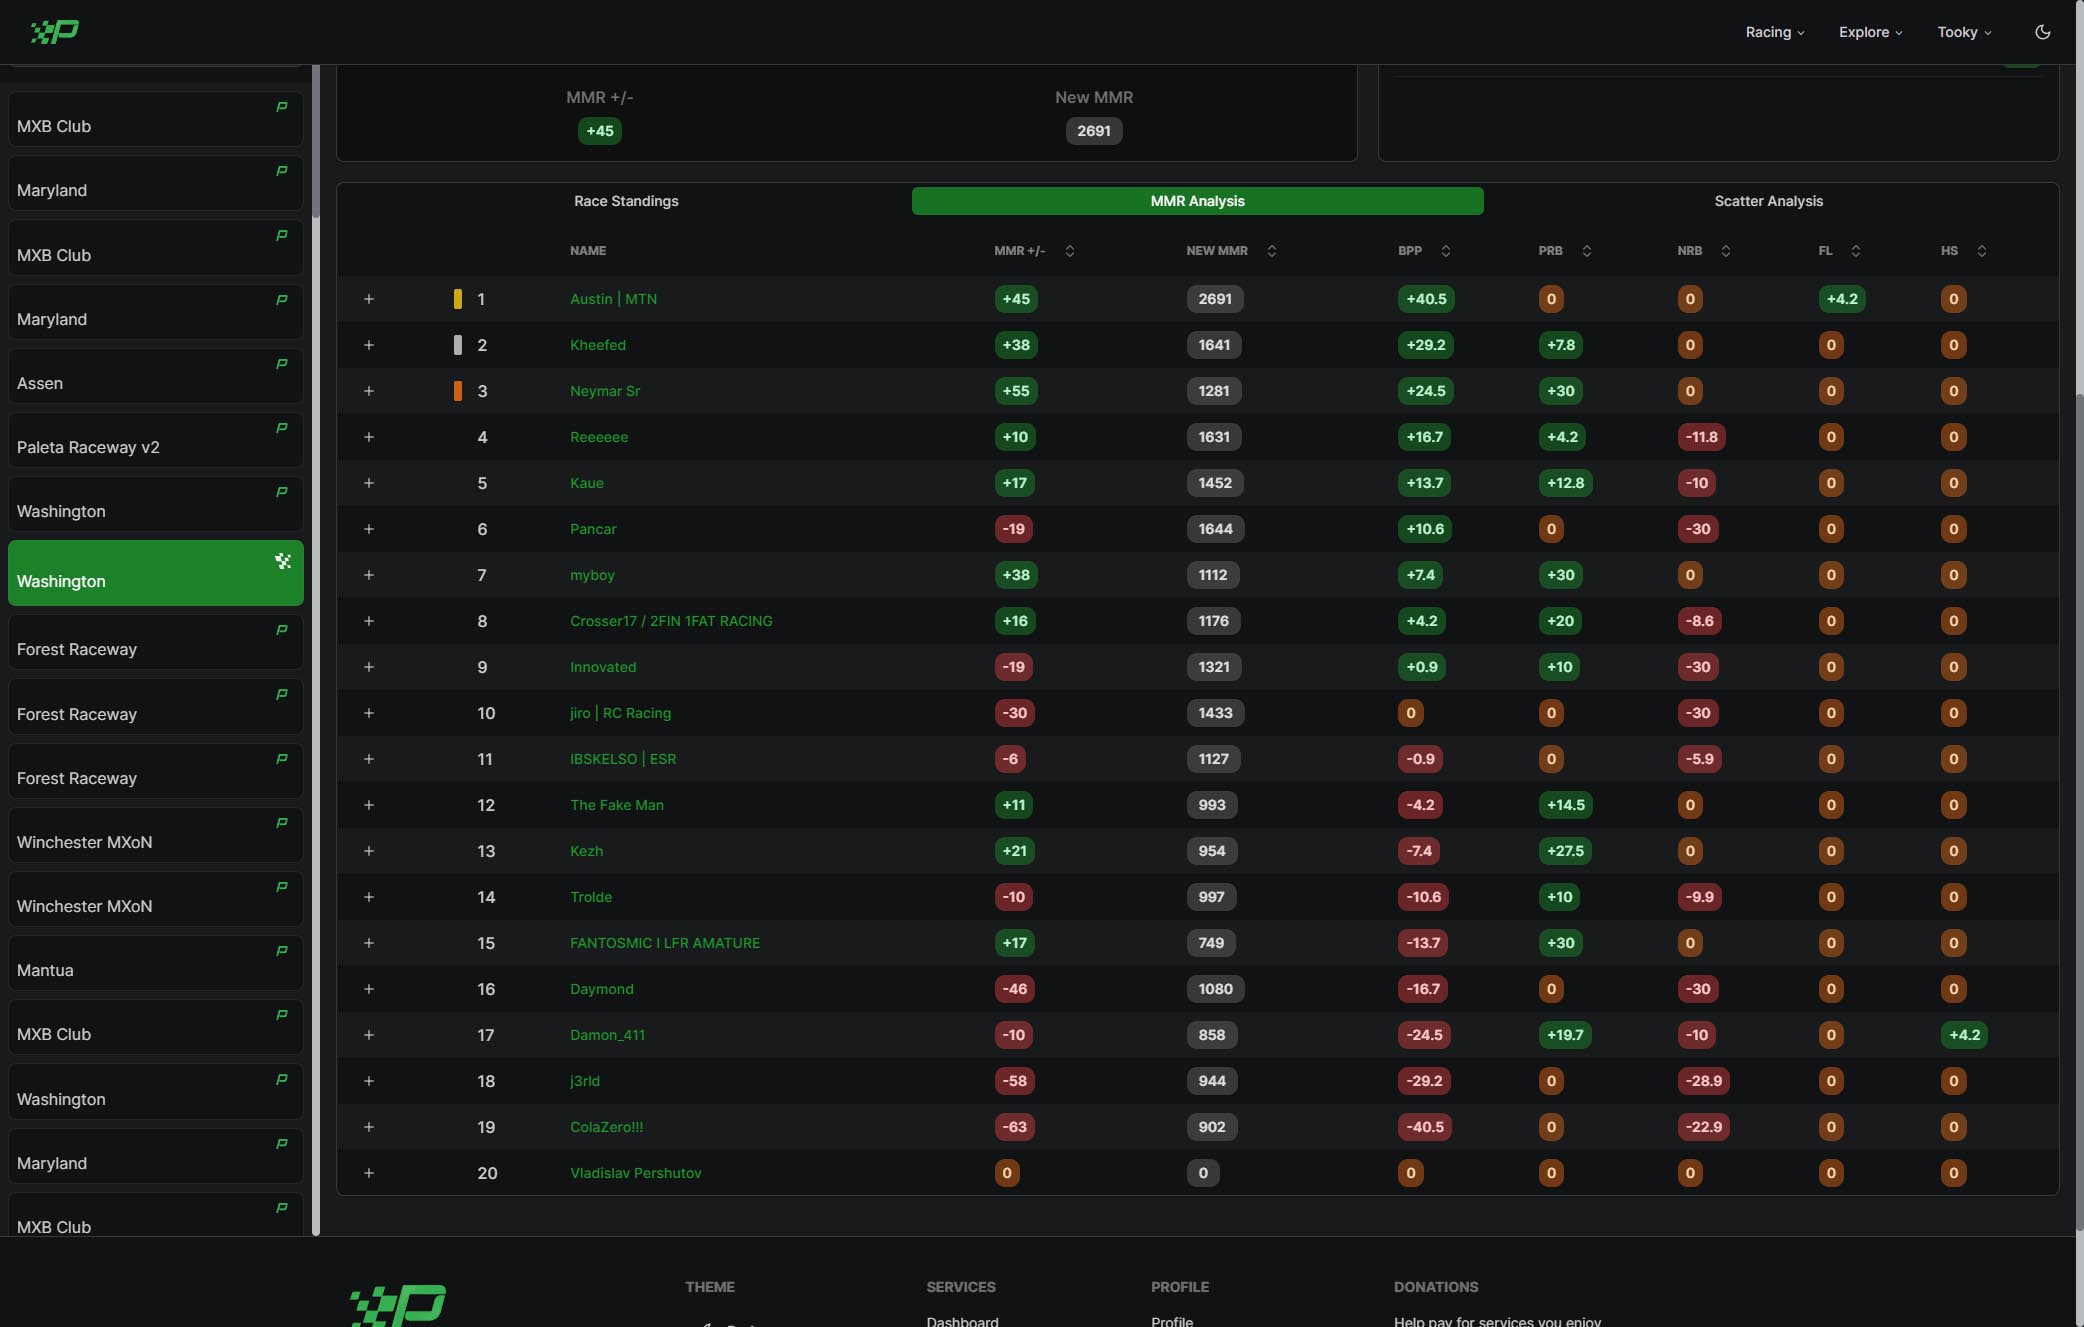 Racing Explore Tooky
MXB Club
Maryland
MXB Club
Maryland
Assen
Paleta Raceway v2
Washington
Washington
Forest Raceway
Forest Raceway
Forest Raceway
Winchester MXoN
Winchester MXoN
Mantua
MXB Club
Washington
Maryland
MXB Club
MMR +/- New MMR
+45 2691
Race Standings MMR Analysis Scatter Analysis
NAME MMR +/- NEW MMR BPP PRB NRB FL HS
+ 1 Austin | MTN +45 2691 +40.5 0 0 +4.2 0
+ 2 Kheefed +38 1641 +29.2 +7.8 0 0 0
+ 3 Neymar Sr +55 1281 +24.5 +30 0 0 0
+ 4 Reeeeee +10 1631 +16.7 +4.2 -11.8 0 0
+ 5 Kaue +17 1452 +13.7 +12.8 -10 0 0
+ 6 Pancar -19 1644 +10.6 0 -30 0 0
+ 7 myboy +38 1112 +7.4 +30 0 0 0
+ 8 Crosser17 / 2FIN 1FAT RACING +16 1176 +4.2 +20 -8.6 0 0
+ 9 Innovated -19 1321 +0.9 +10 -30 0 0
+ 10 jiro | RC Racing -30 1433 0 0 -30 0 0
+ 11 IBSKELSO | ESR -6 1127 -0.9 0 -5.9 0 0
+ 12 The Fake Man +11 993 -4.2 +14.5 0 0 0
+ 13 Kezh +21 954 -7.4 +27.5 0 0 0
+ 14 Trolde -10 997 -10.6 +10 -9.9 0 0
+ 15 FANTOSMIC I LFR AMATURE +17 749 -13.7 +30 0 0 0
+ 16 Daymond -46 1080 -16.7 0 -30 0 0
+ 17 Damon_411 -10 858 -24.5 +19.7 -10 0 +4.2
+ 18 j3rld -58 944 -29.2 0 -28.9 0 0
+ 19 ColaZero!!! -63 902 -40.5 0 -22.9 0 0
+ 20 Vladislav Pershutov 0 0 0 0 0 0 0
THEME SERVICES PROFILE DONATIONS
Dashboard Profile Help pay for services you enjoy